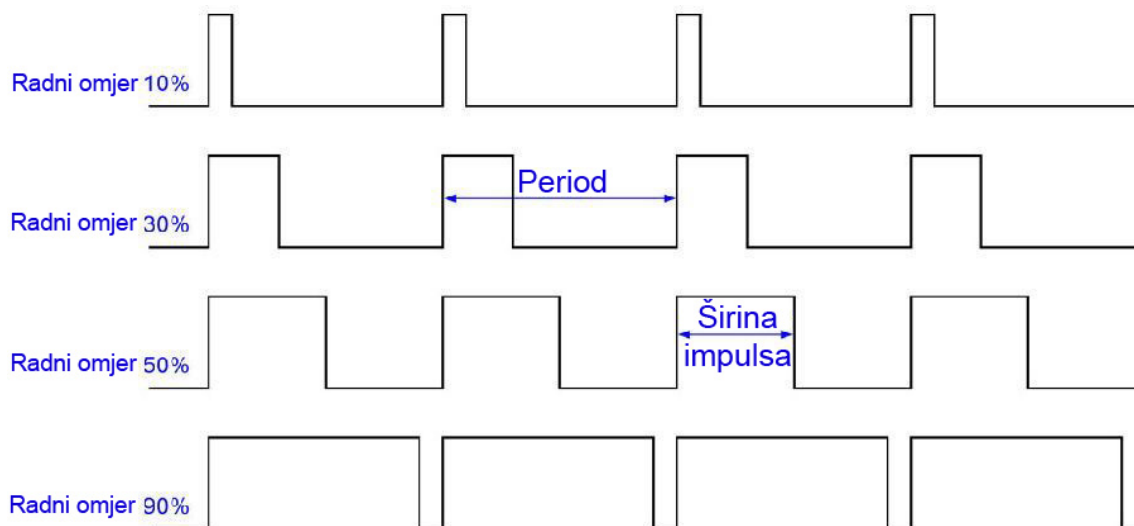 Radni omjer 10%
Period
Radni omjer 30%
Širina
impulsa
Radni omjer 50%
Radni omjer 90%